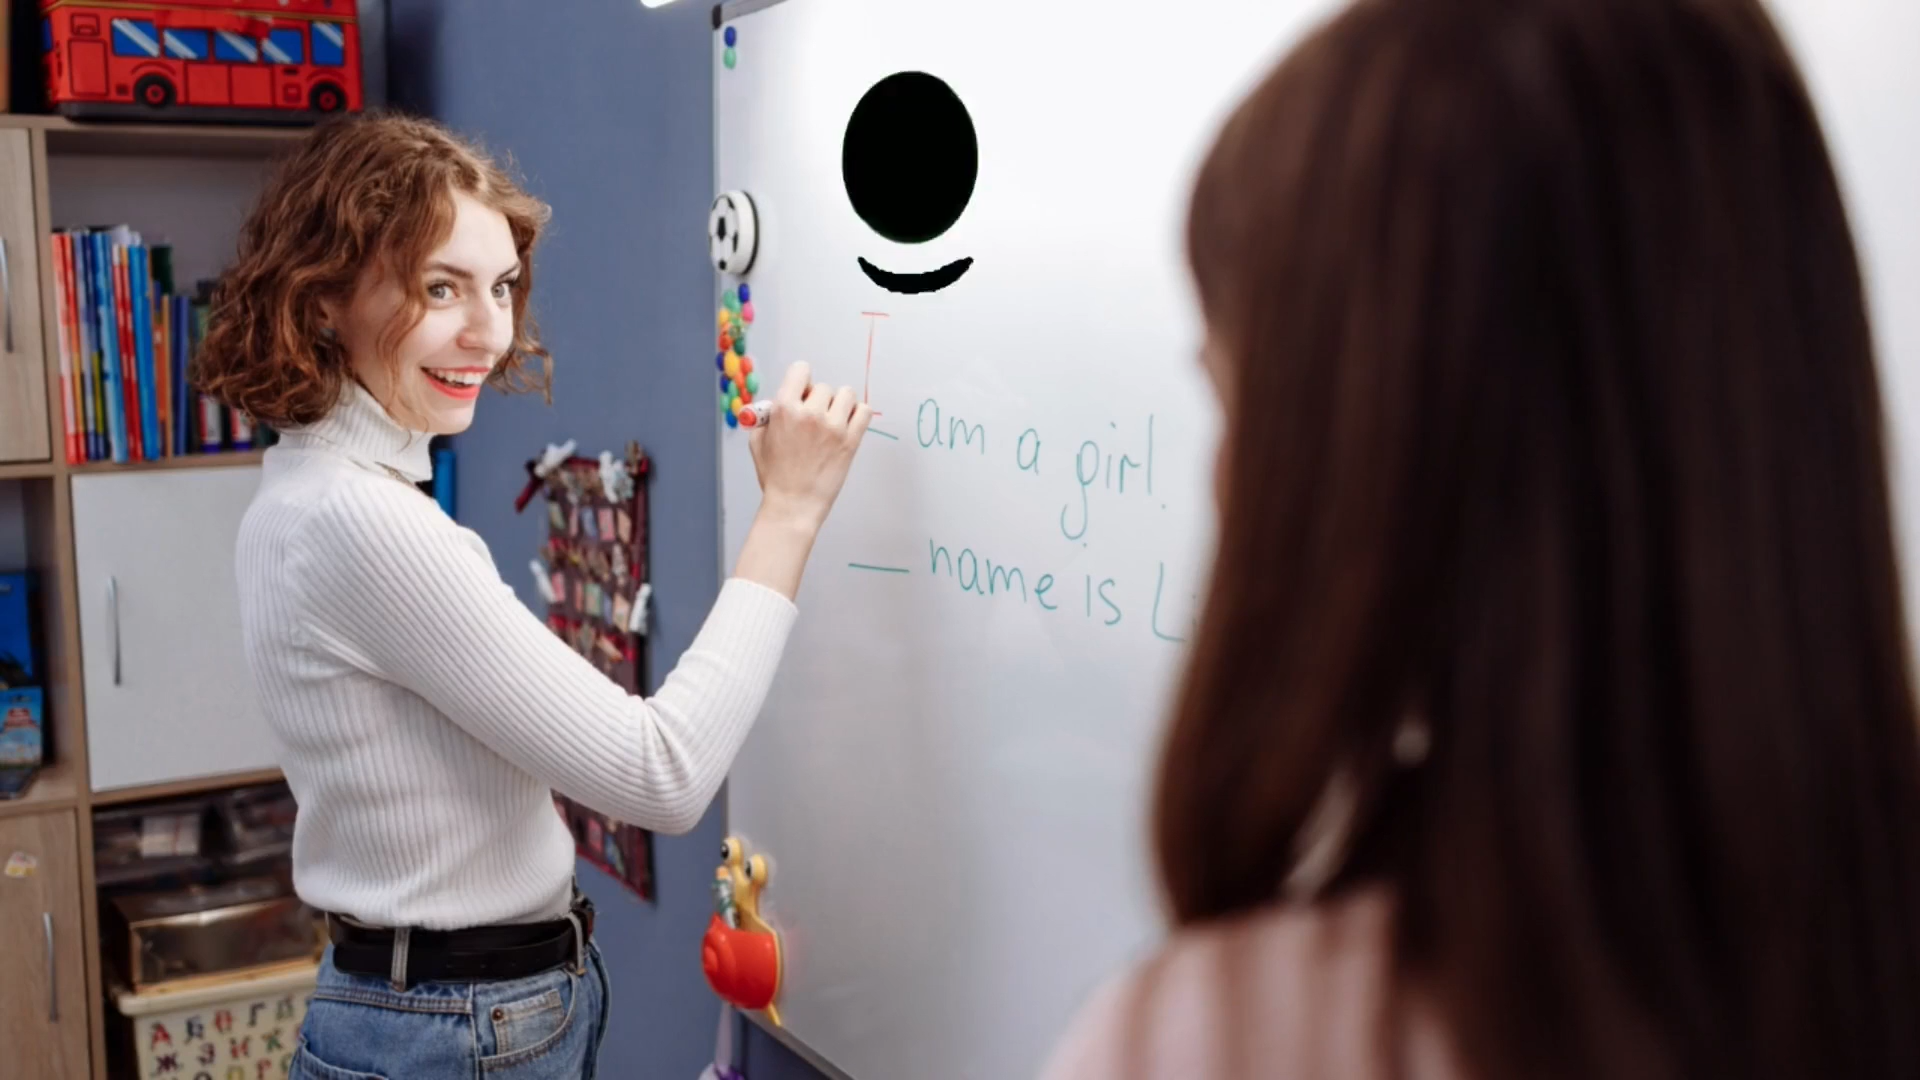 I am a girl.
_ name is
А Б В Г
Ж З И К